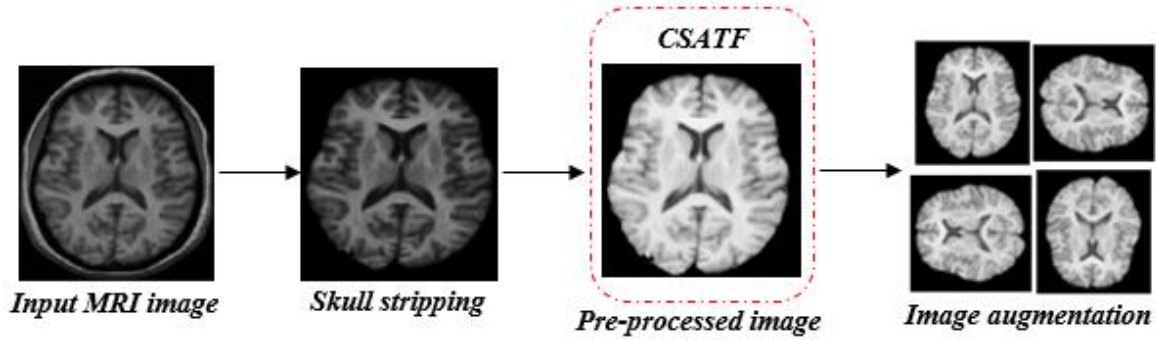 CSATF
Input MRI image
Skull stripping
Pre-processed image
Image augmentation